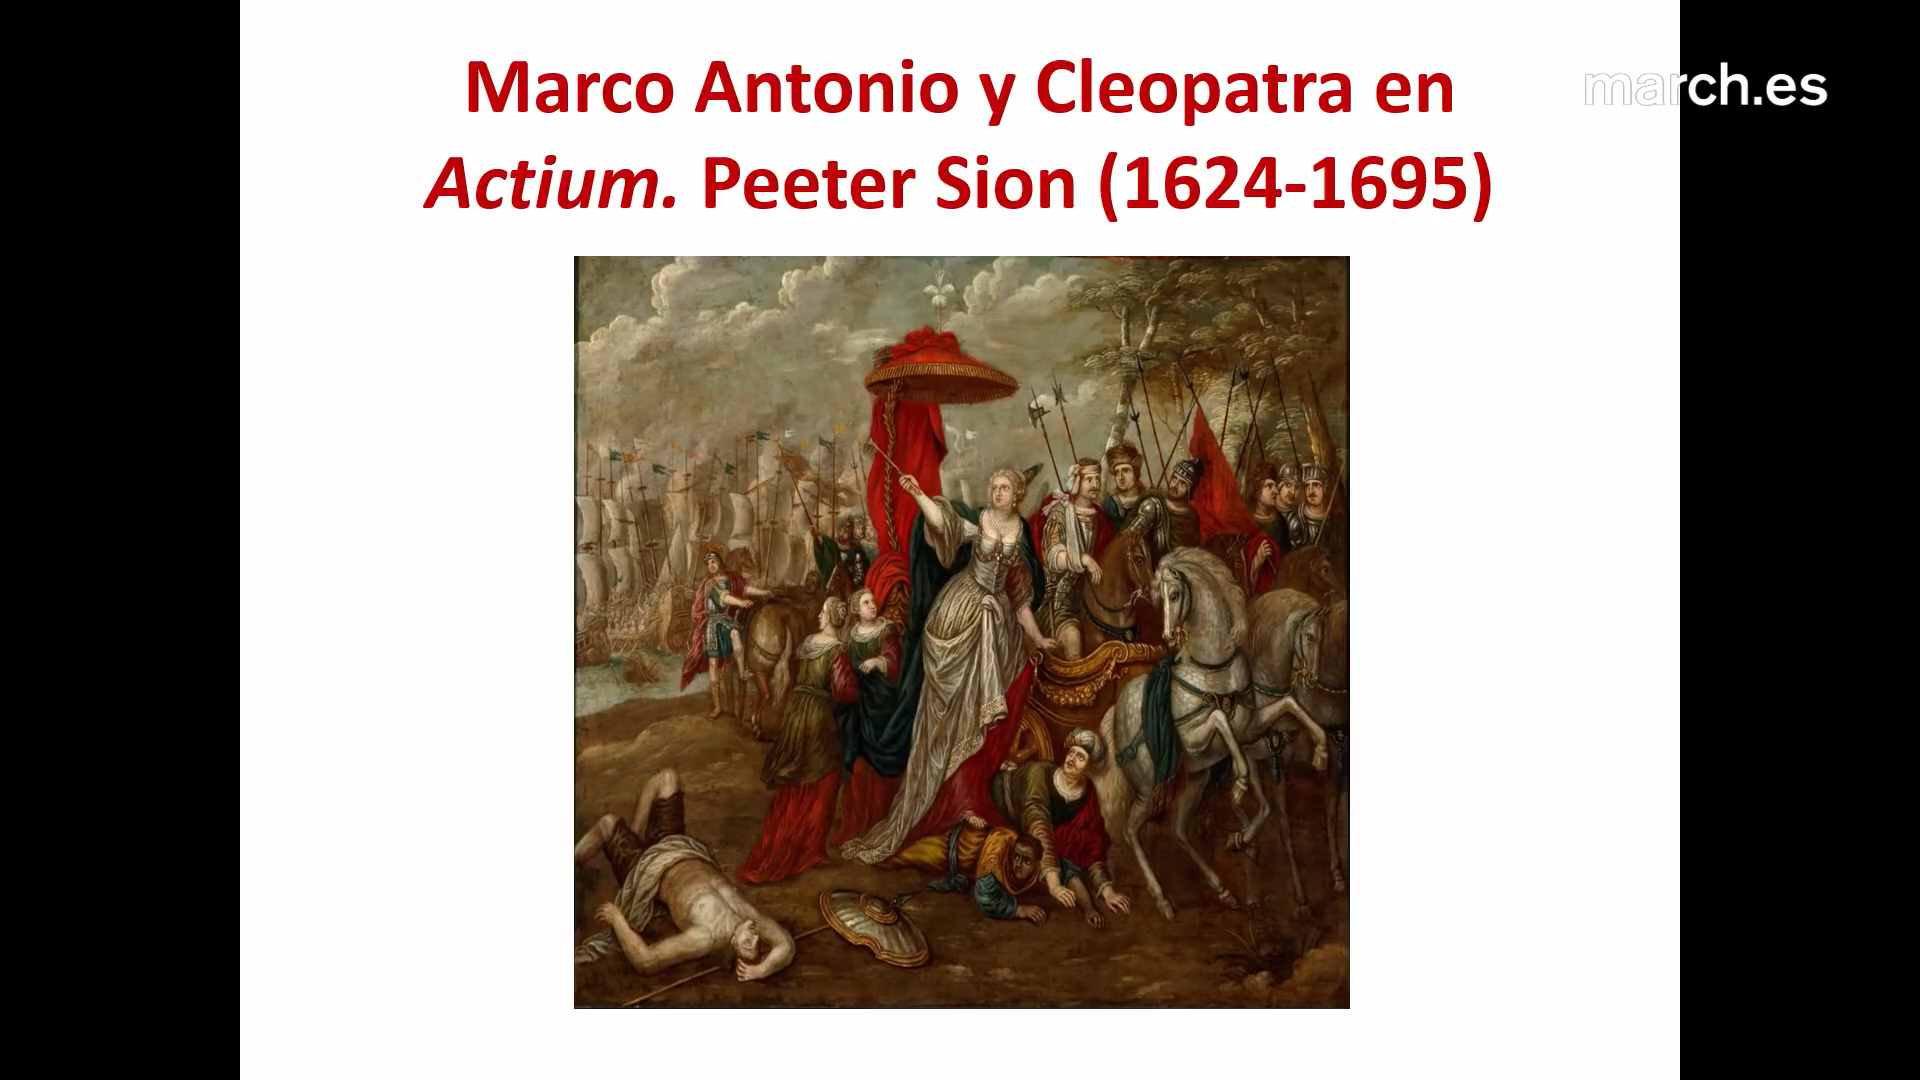 Marco Antonio y Cleopatra en
march.es
Actium. Peeter Sion (1624-1695)